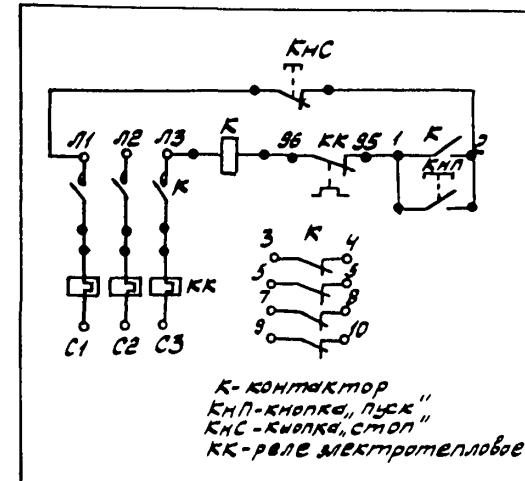 КнС
Л1 Л2 Л3 К 96 КК 95 1 К 2
КнП
К
3 К 4
5 6
7 8
КК
9 10
С1 С2 С3
К-контактор
КнП-кнопка „пуск"
КнС-кнопка „стоп"
КК-реле электротепловое